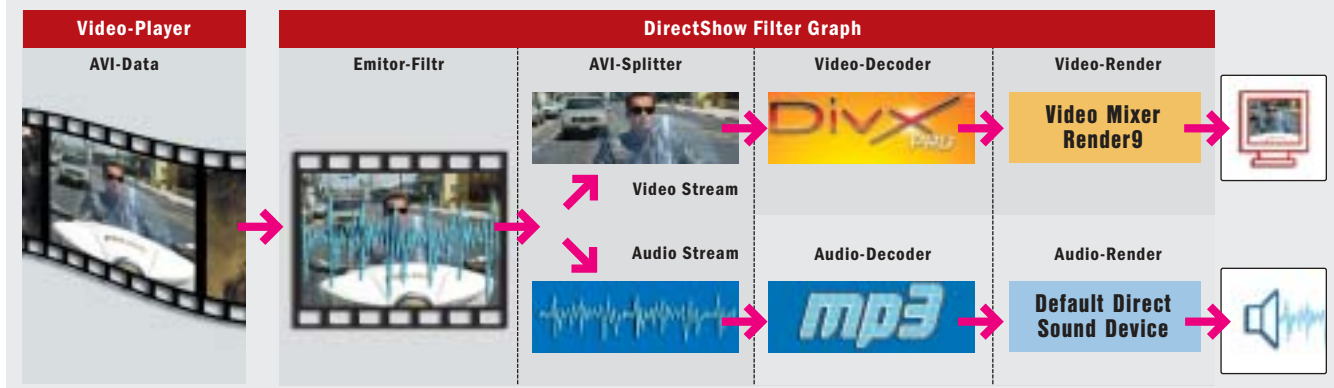 Video-Player
DirectShow Filter Graph
AVI-Data
Emitor-Filtr
AVI-Splitter
Video-Decoder
Video-Render
DivX
PRO
Video Mixer
Render9
Video Stream
Audio Stream
Audio-Decoder
Audio-Render
mp3
Default Direct
Sound Device